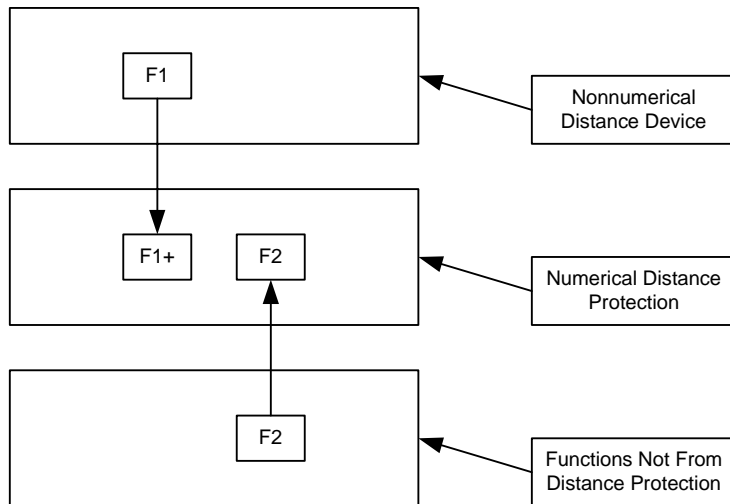 F1
Nonnumerical
Distance Device
F1+
F2
Numerical Distance
Protection
F2
Functions Not From
Distance Protection